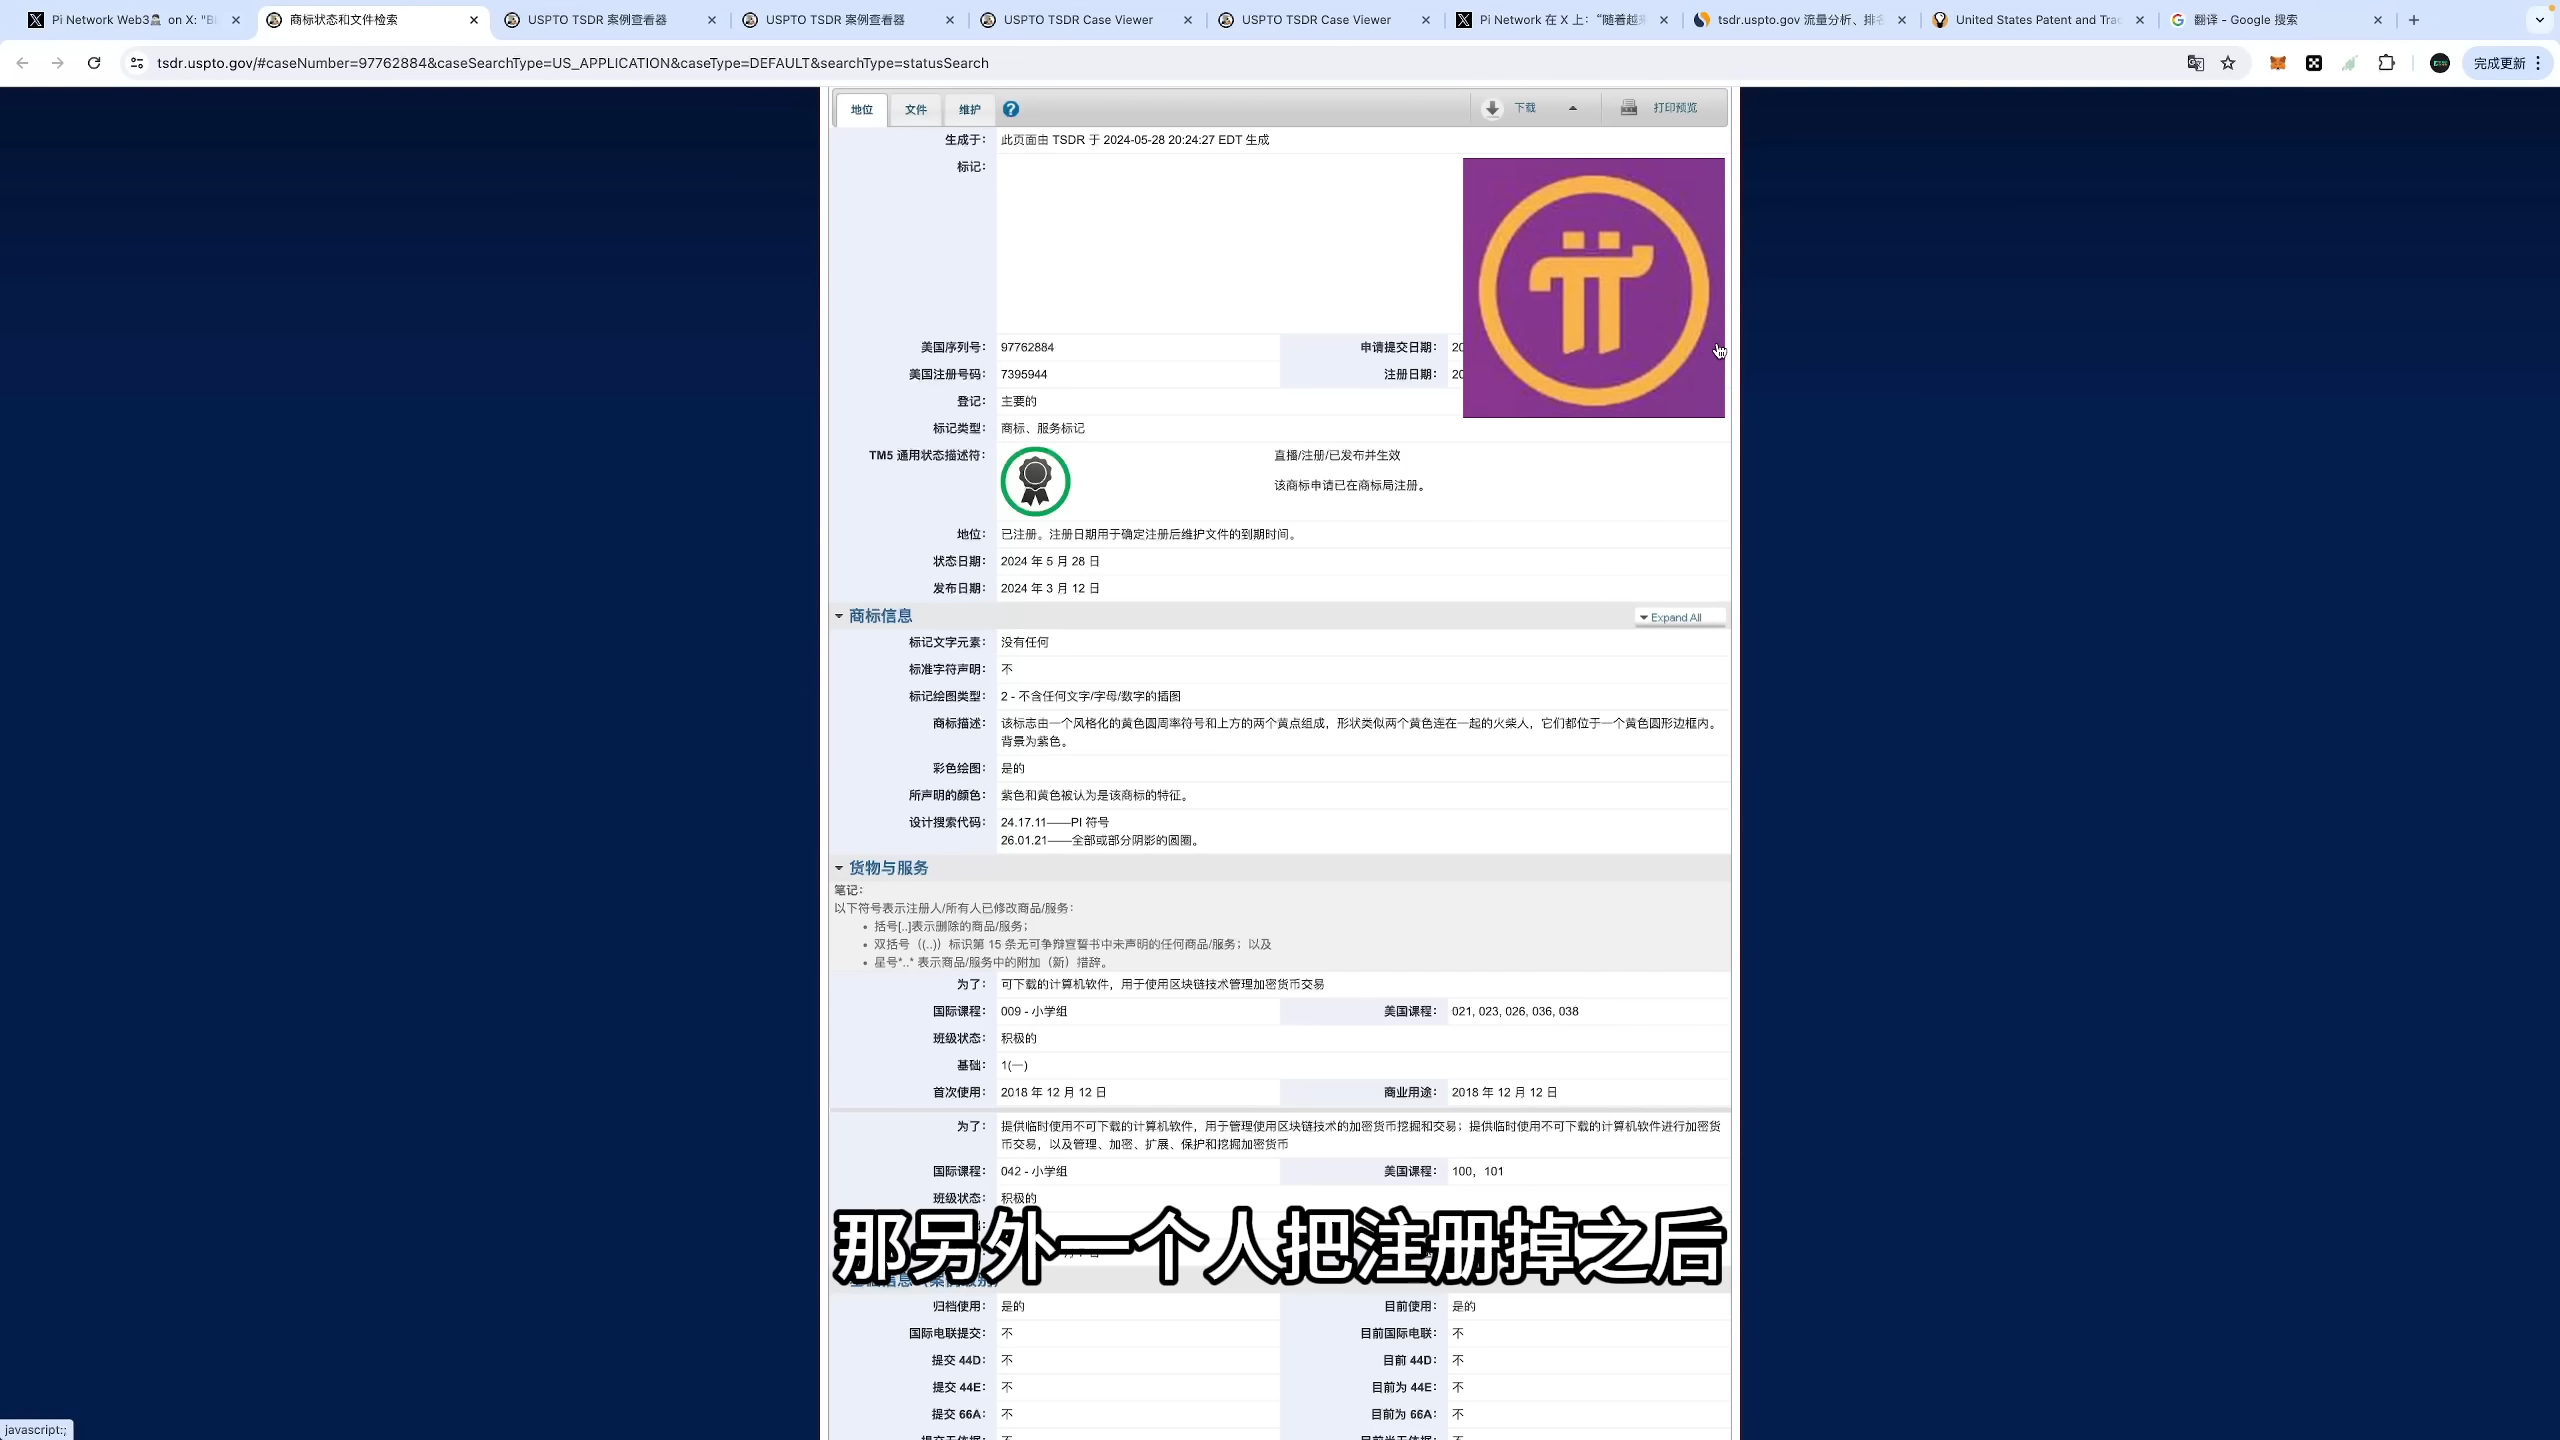 Pi Network Web3 on X: "Bl
商标状态和文件检索
USPTO TSDR 案例查看器
USPTO TSDR 案例查看器
USPTO TSDR Case Viewer
USPTO TSDR Case Viewer
Pi Network 在 X 上：“随着越
tsdr.uspto.gov 流量分析、排名
United States Patent and Tra
翻译 - Google 搜索
tsdr.uspto.gov/#caseNumber=97762884&caseSearchType=US_APPLICATION&caseType=DEFAULT&searchType=statusSearch
完成更新
地位 文件 维护 ? 下载 打印预览
生成于： 此页面由 TSDR 于 2024-05-28 20:24:27 EDT 生成
标记：
美国序列号： 97762884 申请提交日期： 20
美国注册号码： 7395944 注册日期： 20
登记： 主要的
标记类型： 商标、服务标记
TM5 通用状态描述符： 直播/注册/已发布并生效
该商标申请已在商标局注册。
地位： 已注册。注册日期用于确定注册后维护文件的到期时间。
状态日期： 2024 年 5 月 28 日
发布日期： 2024 年 3 月 12 日
商标信息 Expand All
标记文字元素： 没有任何
标准字符声明： 不
标记绘图类型： 2 - 不含任何文字/字母/数字的插图
商标描述： 该标志由一个风格化的黄色圆周率符号和上方的两个黄点组成，形状类似两个黄色连在一起的火柴人，它们都位于一个黄色圆形边框内。
背景为紫色。
彩色绘图： 是的
所声明的颜色： 紫色和黄色被认为是该商标的特征。
设计搜索代码： 24.17.11——PI 符号
26.01.21——全部或部分阴影的圆圈。
货物与服务
笔记：
以下符号表示注册人/所有人已修改商品/服务：
• 括号[..]表示删除的商品/服务；
• 双括号（(..)）标识第 15 条无可争辩宣誓书中未声明的任何商品/服务；以及
• 星号*..* 表示商品/服务中的附加（新）措辞。
为了： 可下载的计算机软件，用于使用区块链技术管理加密货币交易
国际课程： 009 - 小学组 美国课程： 021, 023, 026, 036, 038
班级状态： 积极的
基础： 1(一)
首次使用： 2018 年 12 月 12 日 商业用途： 2018 年 12 月 12 日
为了： 提供临时使用不可下载的计算机软件，用于管理使用区块链技术的加密货币挖掘和交易；提供临时使用不可下载的计算机软件进行加密货
币交易，以及管理、加密、扩展、保护和挖掘加密货币
国际课程： 042 - 小学组 美国课程： 100，101
班级状态： 积极的
那另外一个人把注册掉之后
归档使用： 是的 目前使用： 是的
国际电联提交： 不 目前国际电联： 不
提交 44D： 不 目前 44D： 不
提交 44E： 不 目前为 44E： 不
提交 66A： 不 目前为 66A： 不
javascript:;